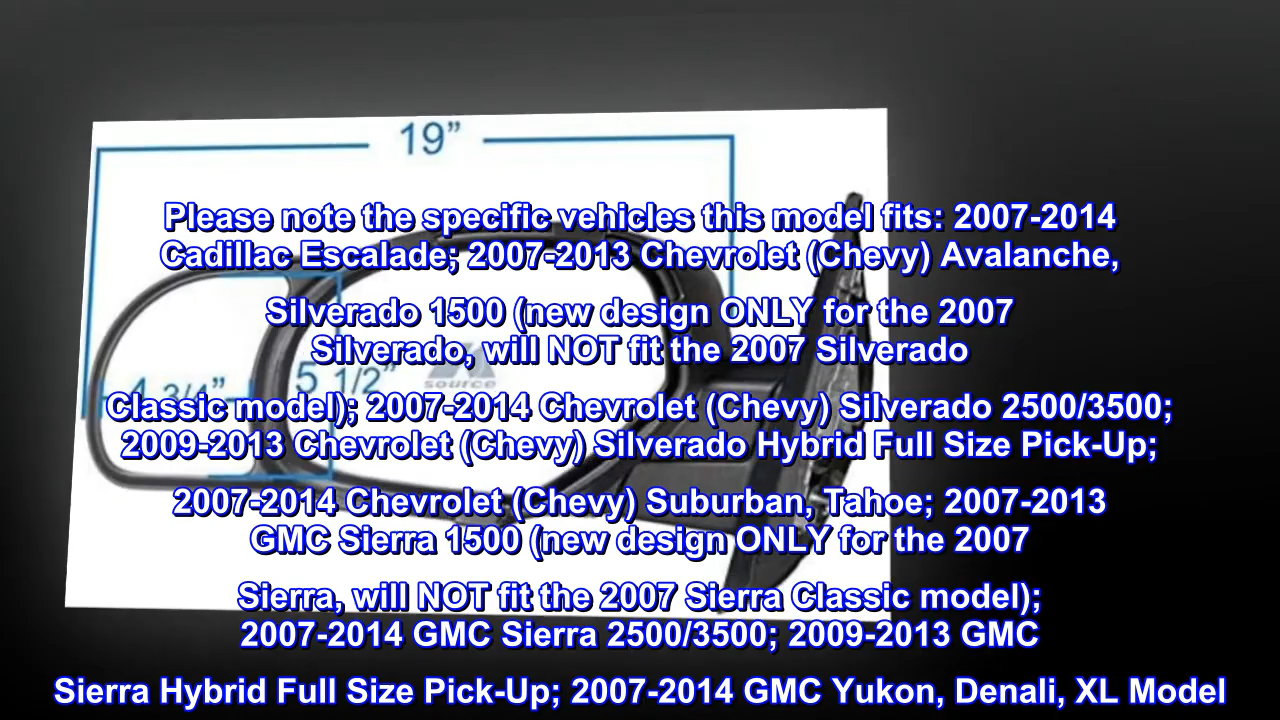 19”
Please note the specific vehicles this model fits: 2007-2014
Cadillac Escalade; 2007-2013 Chevrolet (Chevy) Avalanche,
Silverado 1500 (new design ONLY for the 2007
Silverado, will NOT fit the 2007 Silverado
4 3/4” 5 1/2”
source
Classic model); 2007-2014 Chevrolet (Chevy) Silverado 2500/3500;
2009-2013 Chevrolet (Chevy) Silverado Hybrid Full Size Pick-Up;
2007-2014 Chevrolet (Chevy) Suburban, Tahoe; 2007-2013
GMC Sierra 1500 (new design ONLY for the 2007
Sierra, will NOT fit the 2007 Sierra Classic model);
2007-2014 GMC Sierra 2500/3500; 2009-2013 GMC
Sierra Hybrid Full Size Pick-Up; 2007-2014 GMC Yukon, Denali, XL Model